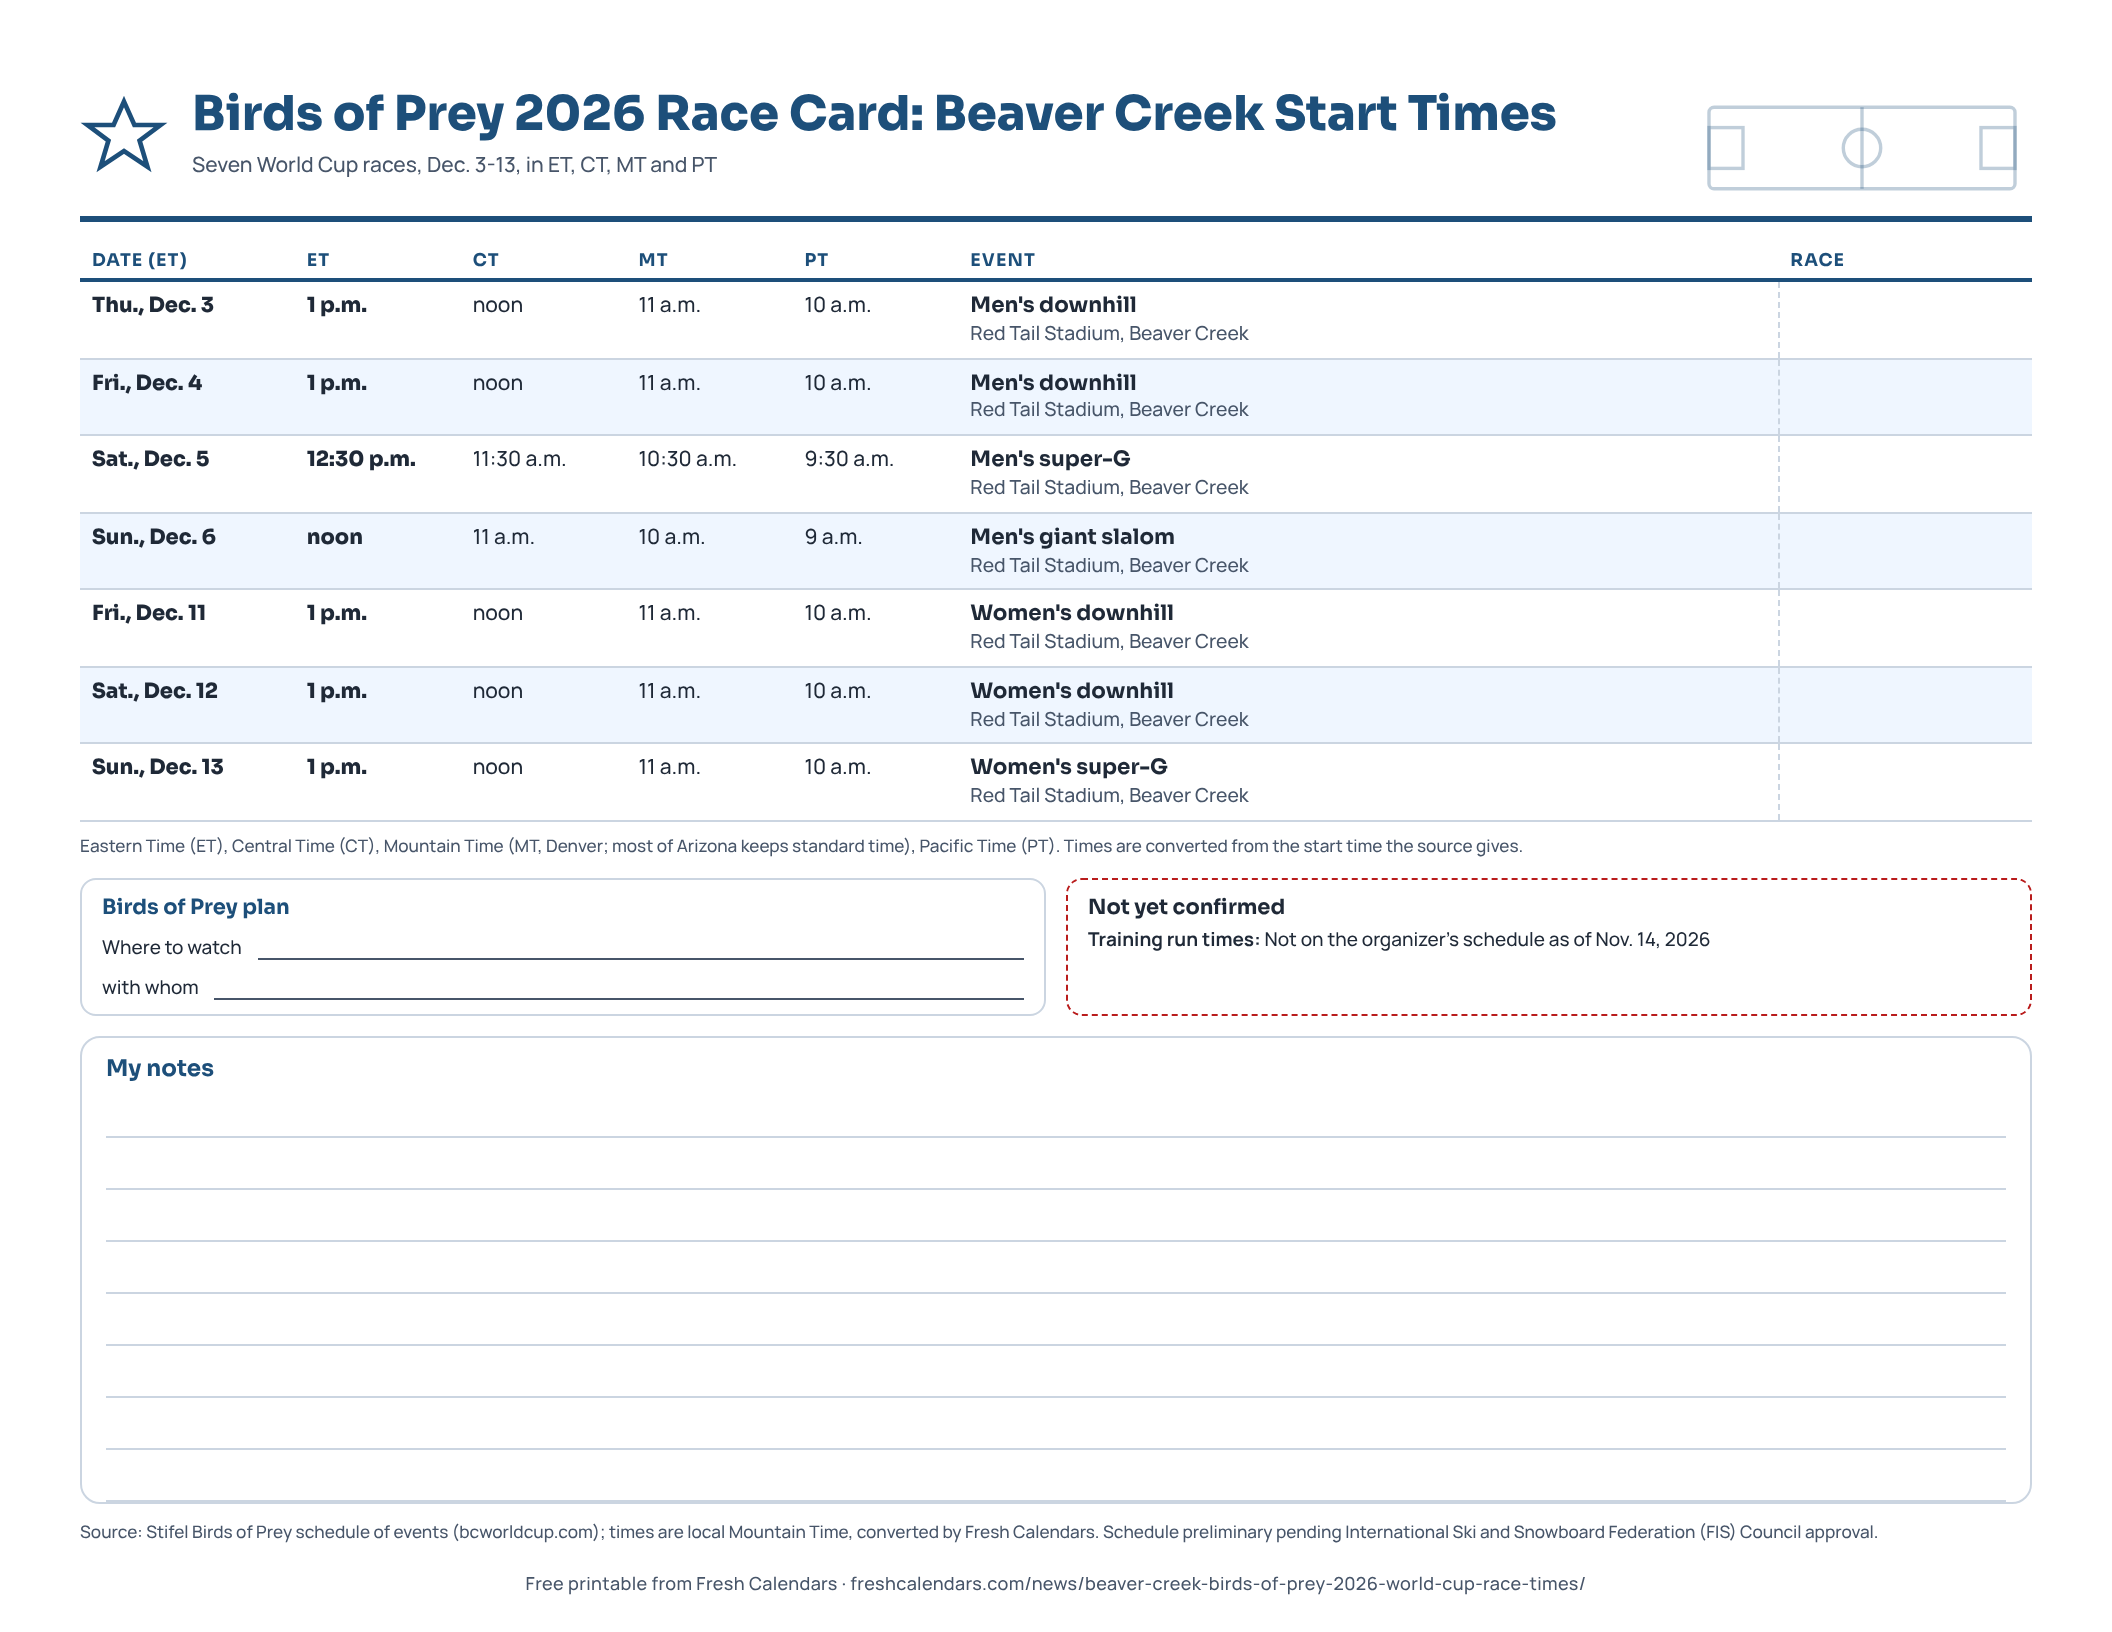 Birds of Prey 2026 Race Card: Beaver Creek Start Times
Seven World Cup races, Dec. 3-13, in ET, CT, MT and PT
DATE (ET) ET CT MT PT EVENT RACE
Thu., Dec. 3 1 p.m. noon 11 a.m. 10 a.m. Men's downhill
Red Tail Stadium, Beaver Creek
Fri., Dec. 4 1 p.m. noon 11 a.m. 10 a.m. Men's downhill
Red Tail Stadium, Beaver Creek
Sat., Dec. 5 12:30 p.m. 11:30 a.m. 10:30 a.m. 9:30 a.m. Men's super-G
Red Tail Stadium, Beaver Creek
Sun., Dec. 6 noon 11 a.m. 10 a.m. 9 a.m. Men's giant slalom
Red Tail Stadium, Beaver Creek
Fri., Dec. 11 1 p.m. noon 11 a.m. 10 a.m. Women's downhill
Red Tail Stadium, Beaver Creek
Sat., Dec. 12 1 p.m. noon 11 a.m. 10 a.m. Women's downhill
Red Tail Stadium, Beaver Creek
Sun., Dec. 13 1 p.m. noon 11 a.m. 10 a.m. Women's super-G
Red Tail Stadium, Beaver Creek
Eastern Time (ET), Central Time (CT), Mountain Time (MT, Denver; most of Arizona keeps standard time), Pacific Time (PT). Times are converted from the start time the source gives.
Birds of Prey plan
Where to watch
with whom
Not yet confirmed
Training run times: Not on the organizer's schedule as of Nov. 14, 2026
My notes
Source: Stifel Birds of Prey schedule of events (bcworldcup.com); times are local Mountain Time, converted by Fresh Calendars. Schedule preliminary pending International Ski and Snowboard Federation (FIS) Council approval.
Free printable from Fresh Calendars · freshcalendars.com/news/beaver-creek-birds-of-prey-2026-world-cup-race-times/